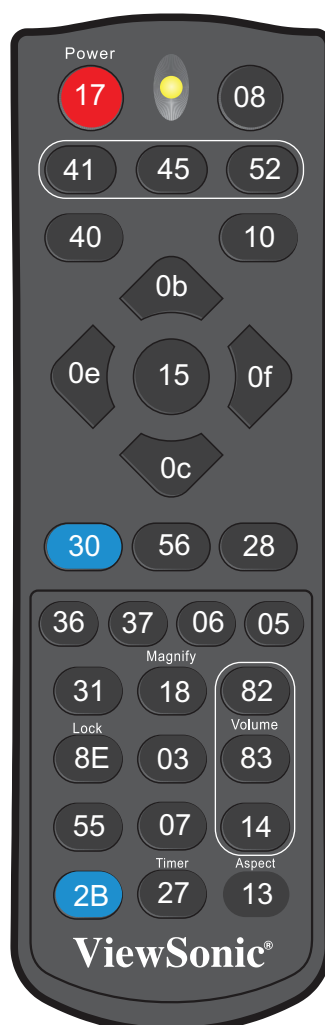 Power
17 08
41 45 52
40 10
0b
0e 15 0f
0c
30 56 28
36 37 06 05
Magnify
31 18 82
Lock Volume
8E 03 83
55 07 14
Timer Aspect
2B 27 13
ViewSonic®